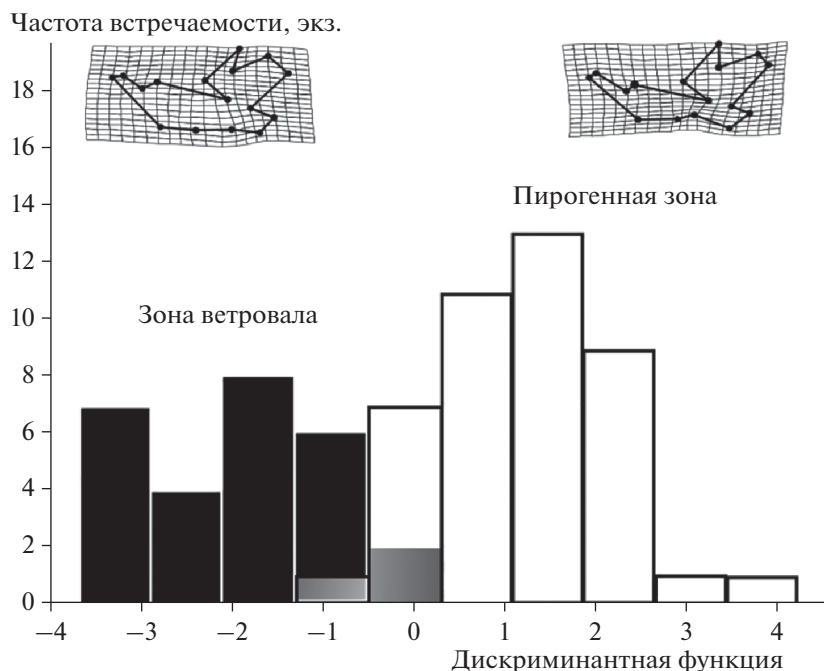 Частота встречаемости, экз.
18
16
14
12
10
8
6
4
2
0
Пирогенная зона
Зона ветровала
−4 −3 −2 −1 0 1 2 3 4
Дискриминантная функция